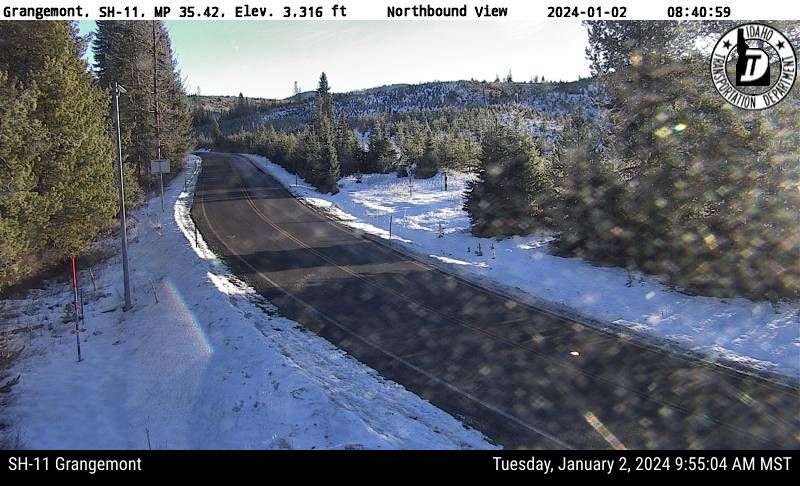 Grangemont, SH-11, MP 35.42, Elev. 3,316 ft Northbound View 2024-01-02 08:40:59
IDAHO
TRANSPORTATION DEPARTMENT
SH-11 Grangemont Tuesday, January 2, 2024 9:55:04 AM MST